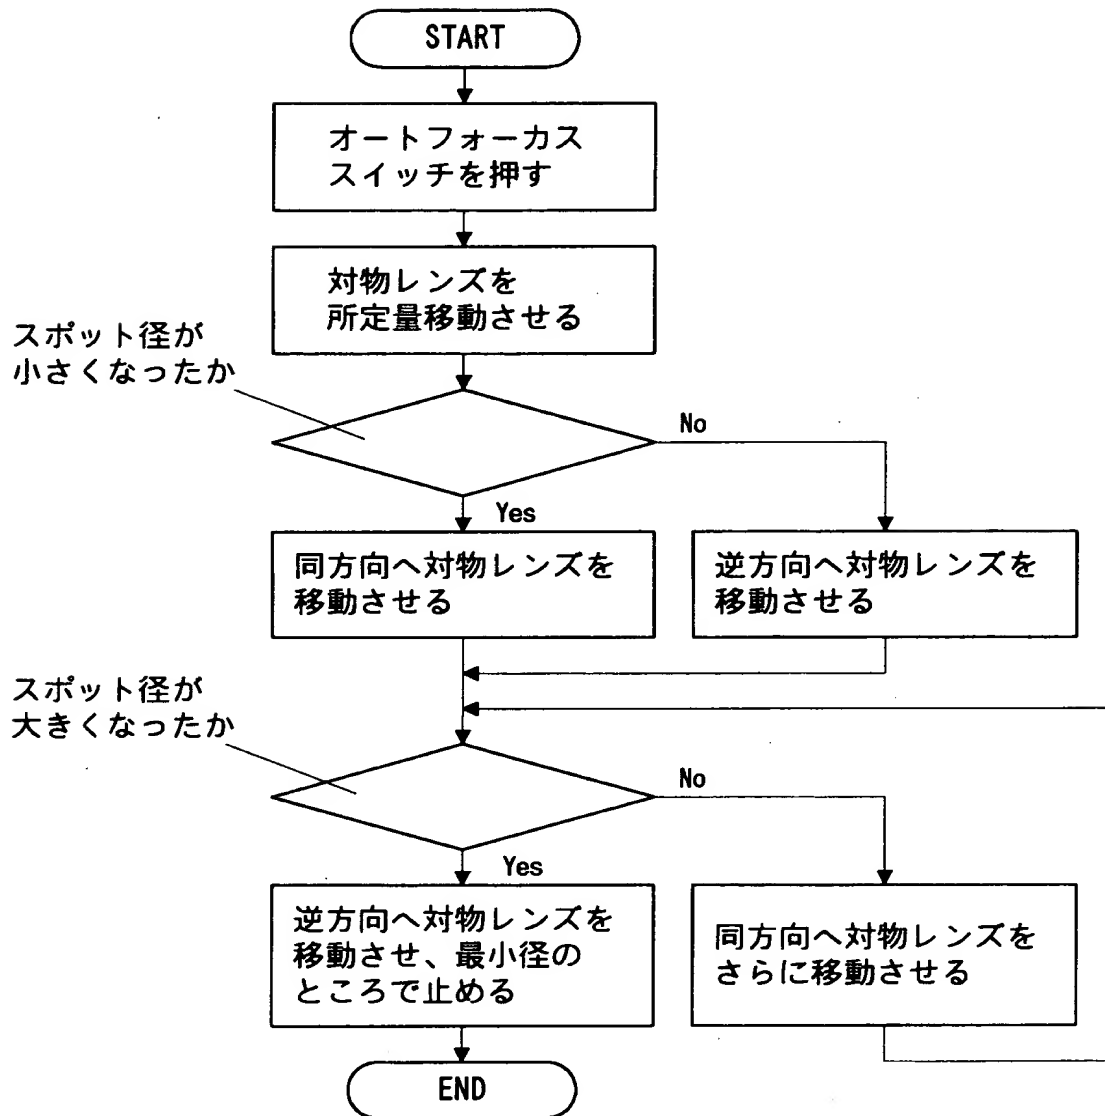 START
オートフォーカス
スイッチを押す
対物レンズを
所定量移動させる
スポット径が
小さくなったか
No
Yes
同方向へ対物レンズを
移動させる
逆方向へ対物レンズを
移動させる
スポット径が
大きくなったか
No
Yes
逆方向へ対物レンズを
移動させ、最小径の
ところで止める
同方向へ対物レンズを
さらに移動させる
END